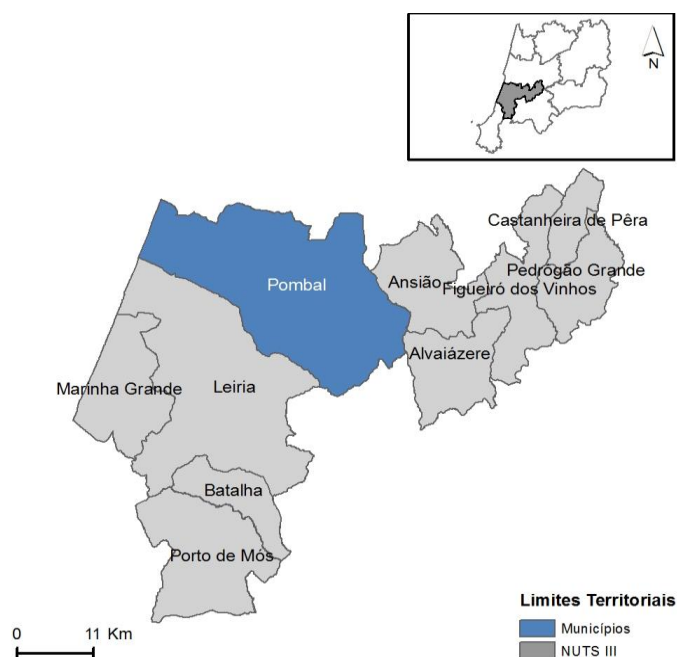 N
Castanheira de Pêra
Pedrógão Grande
Ansião
Figueiró dos Vinhos
Pombal
Alvaiázere
Marinha Grande
Leiria
Batalha
Porto de Mós
Limites Territoriais
0 11 Km
Municípios
NUTS III